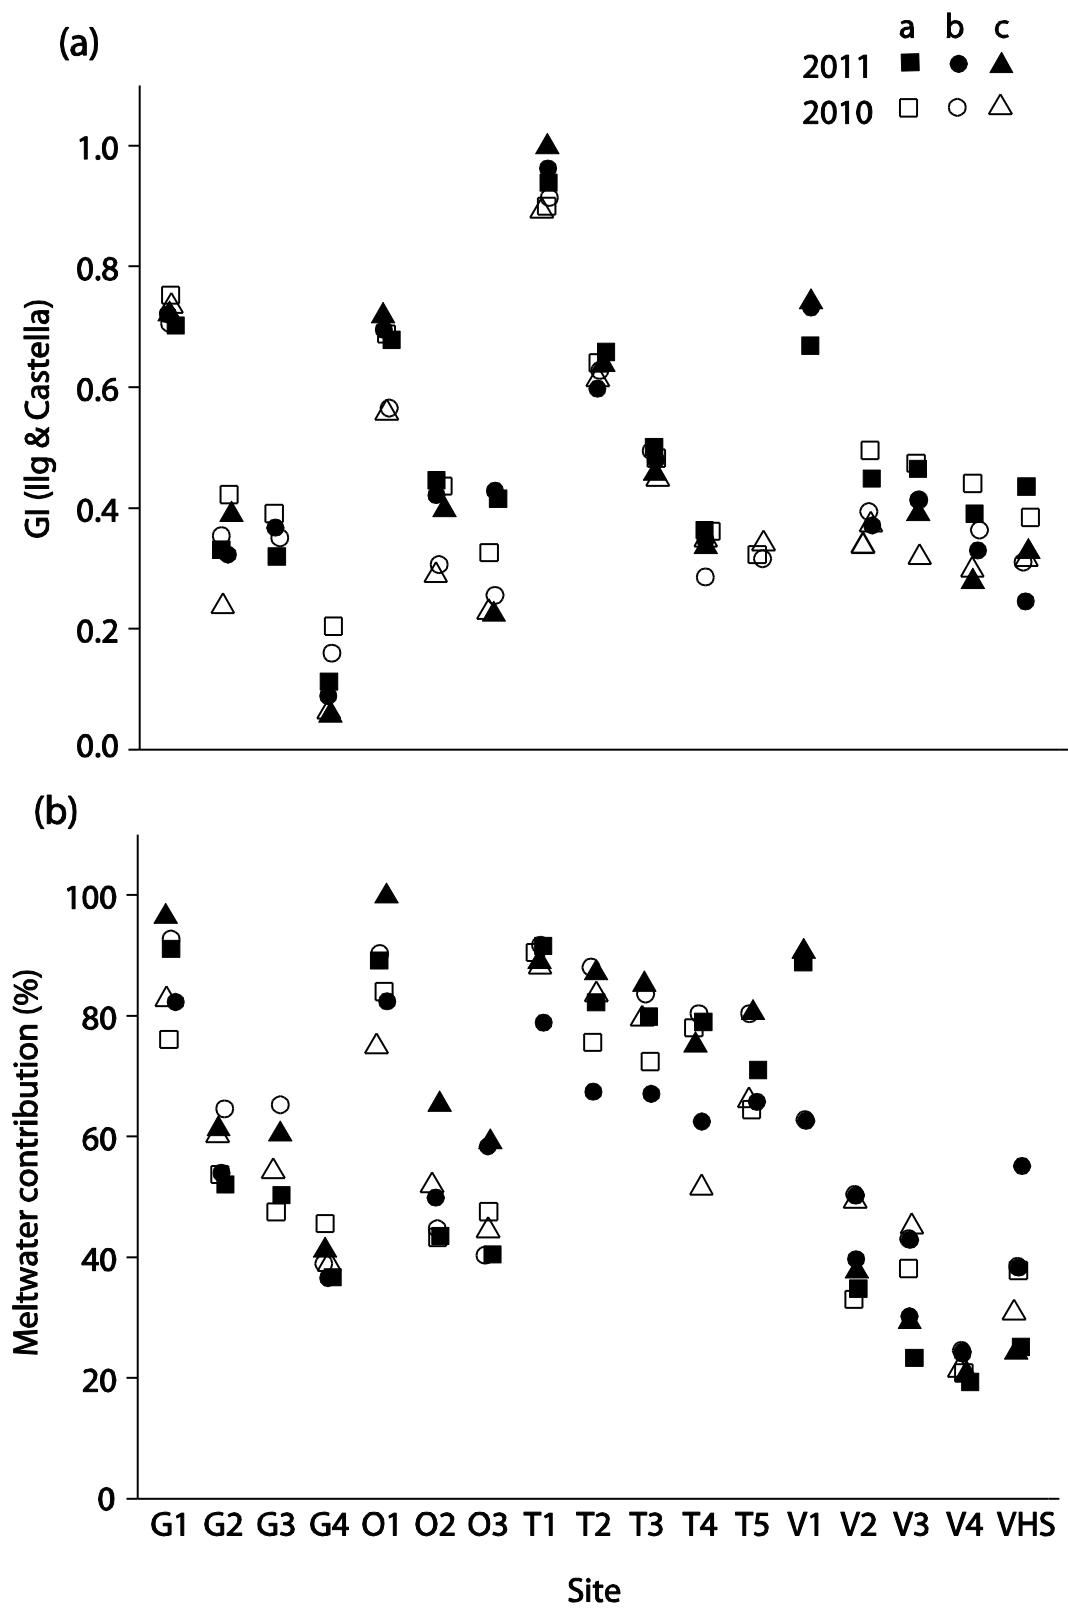 (a)
a b c
2011
2010
GI (Ilg & Castella)
1.0
0.8
0.6
0.4
0.2
0.0
(b)
Meltwater contribution (%)
100
80
60
40
20
0
G1 G2 G3 G4 O1 O2 O3 T1 T2 T3 T4 T5 V1 V2 V3 V4 VHS
Site